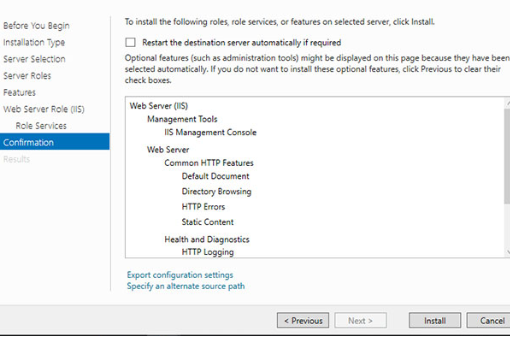 Before You Begin
Installation Type
Server Selection
Server Roles
Features
Web Server Role (IIS)
Role Services
Confirmation
Results
To install the following roles, role services, or features on selected server, click Install.
Restart the destination server automatically if required
Optional features (such as administration tools) might be displayed on this page because they have been
selected automatically. If you do not want to install these optional features, click Previous to clear their
check boxes.
Web Server (IIS)
Management Tools
IIS Management Console
Web Server
Common HTTP Features
Default Document
Directory Browsing
HTTP Errors
Static Content
Health and Diagnostics
HTTP Logging
Export configuration settings
Specify an alternate source path
< Previous
Next >
Install
Cancel